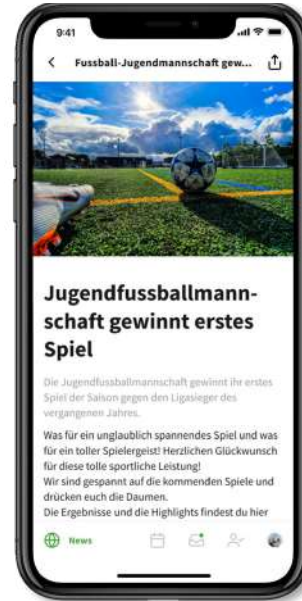 9:41
Fussball-Jugendmannschaft gew...
Jugendfussballmann-
schaft gewinnt erstes
Spiel
Die Jugendfussballmannschaft gewinnt ihr erstes
Spiel der Saison gegen den Ligasieger des
vergangenen Jahres.
Was für ein unglaublich spannendes Spiel und was
für ein toller Spielergeist! Herzlichen Glückwunsch
für diese tolle sportliche Leistung!
Wir sind gespannt auf die kommenden Spiele und
drücken euch die Daumen.
Die Ergebnisse und die Highlights findest du hier
News